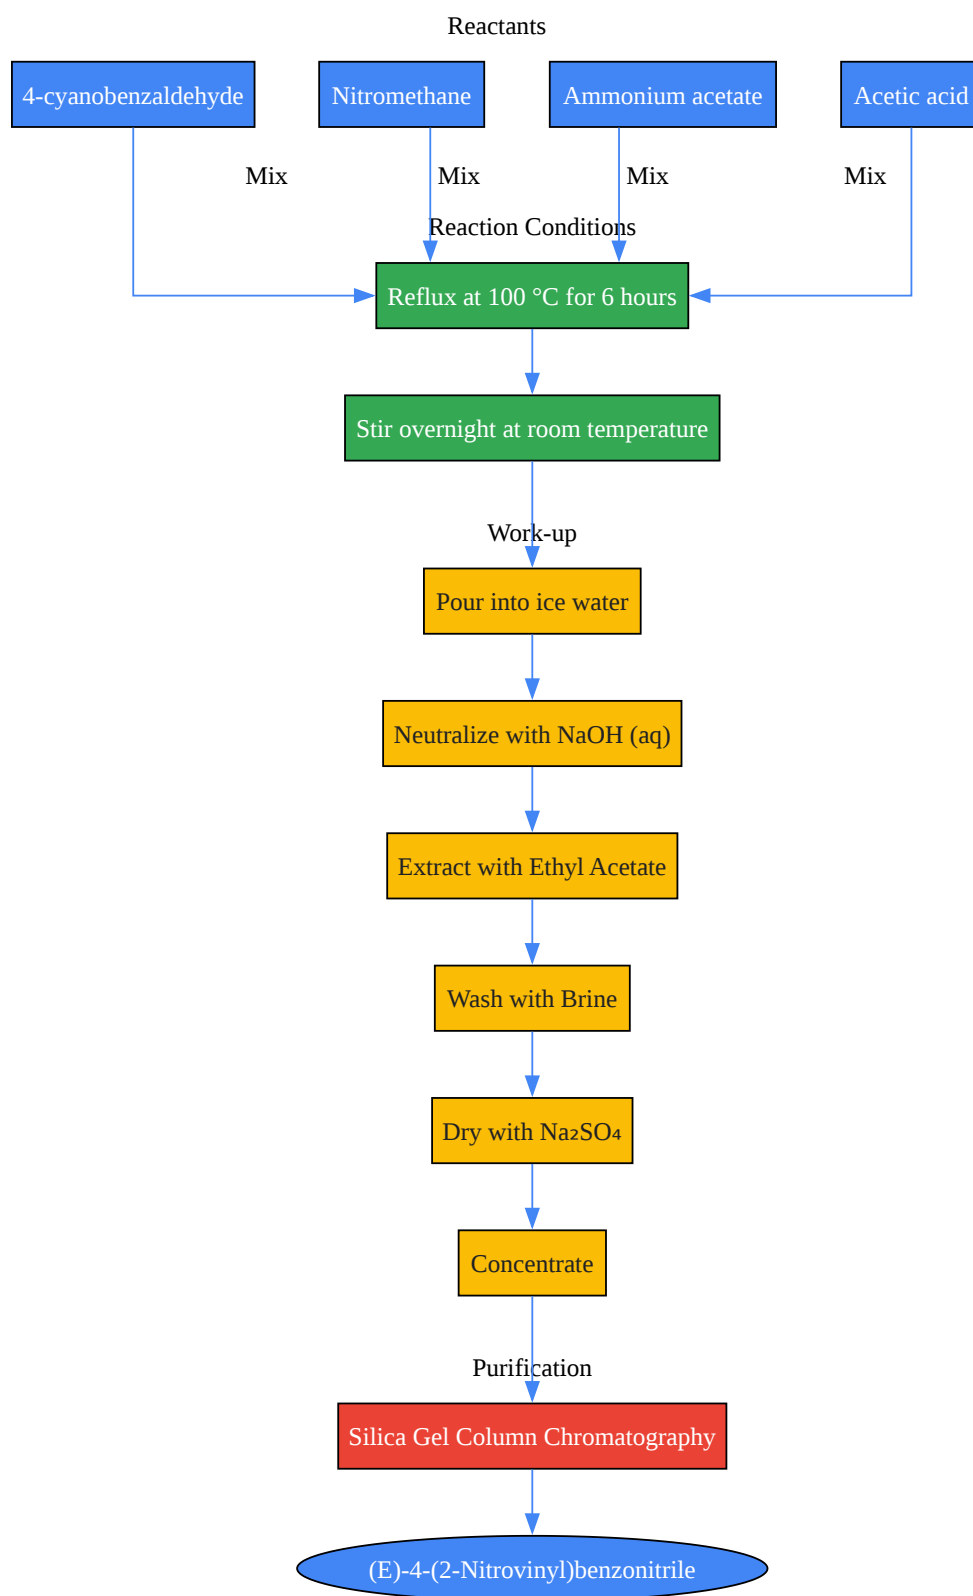 Reactants
4-cyanobenzaldehyde
Nitromethane
Ammonium acetate
Acetic acid
Mix
Mix
Mix
Mix
Reaction Conditions
Reflux at 100 °C for 6 hours
Stir overnight at room temperature
Work-up
Pour into ice water
Neutralize with NaOH (aq)
Extract with Ethyl Acetate
Wash with Brine
Dry with Na₂SO₄
Concentrate
Purification
Silica Gel Column Chromatography
(E)-4-(2-Nitrovinyl)benzonitrile